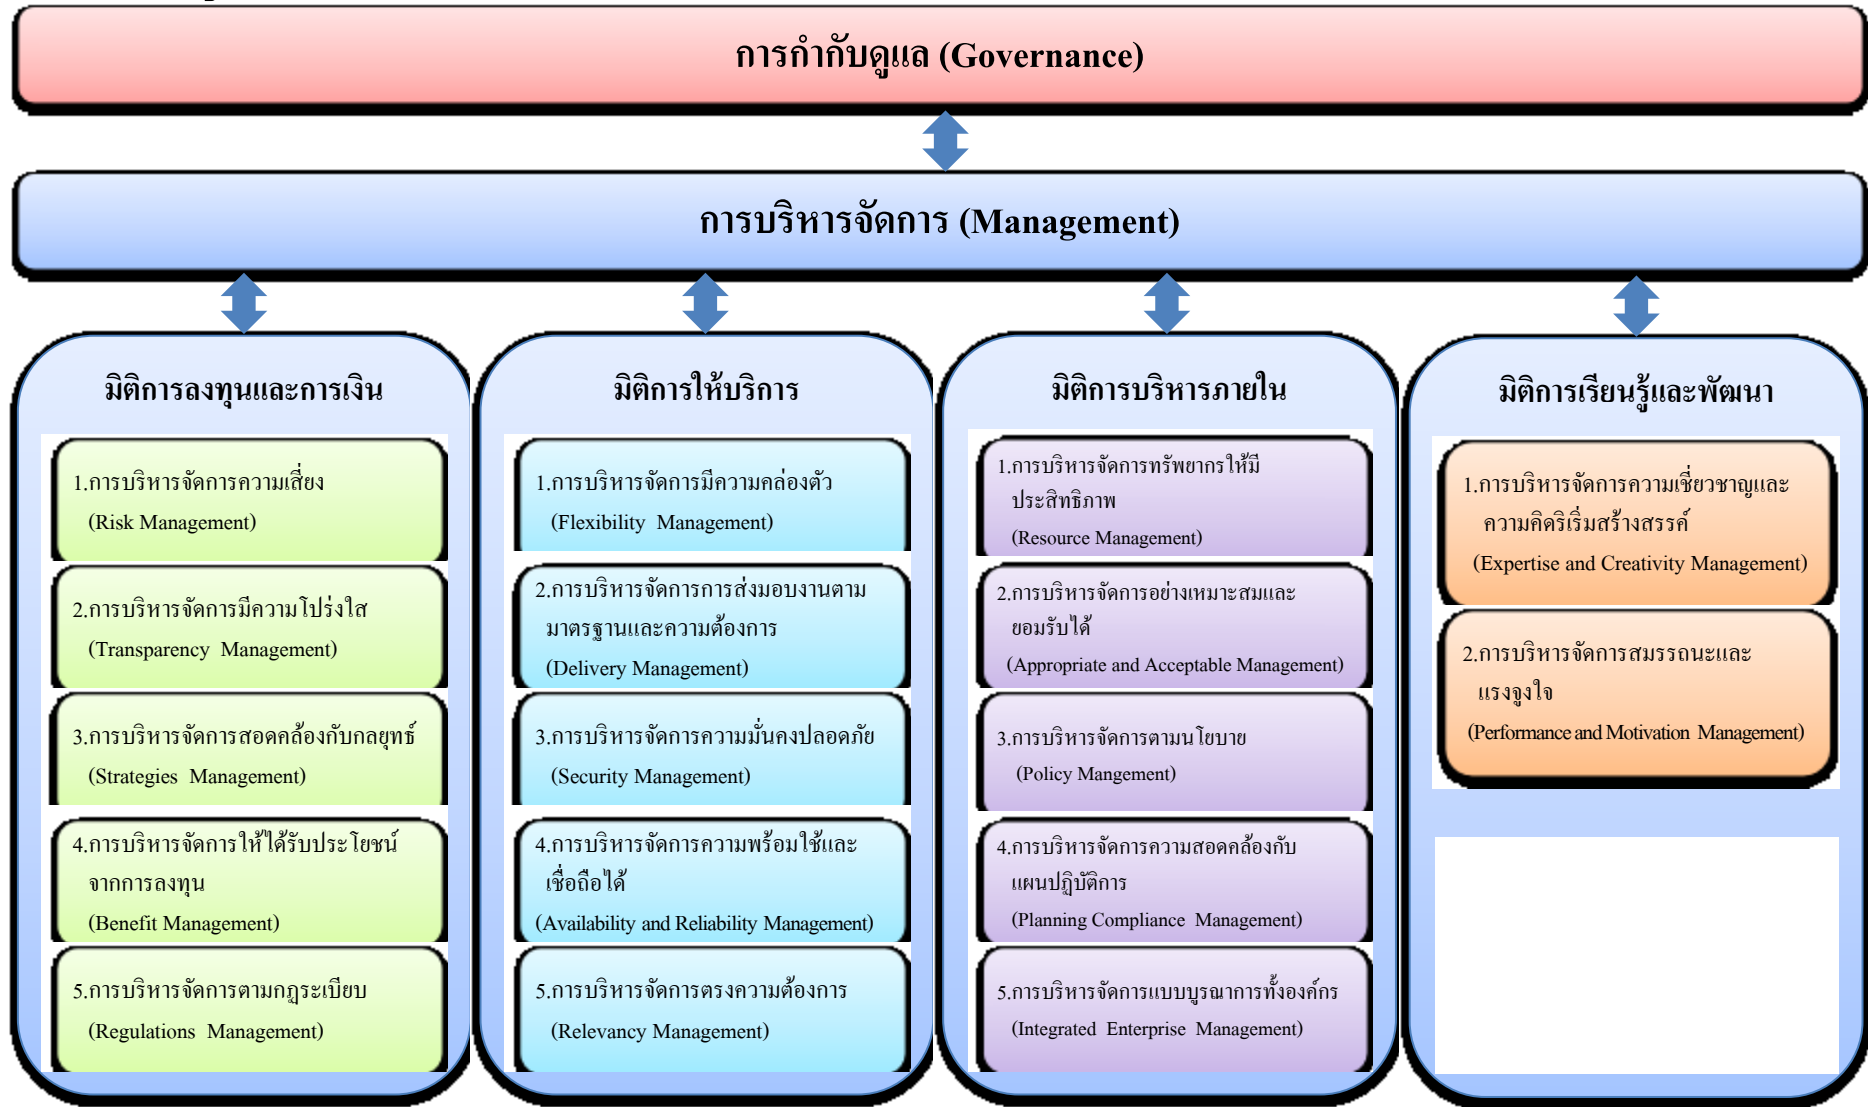 การกำกับดูแล (Governance)
การบริหารจัดการ (Management)
มิติการลงทุนและการเงิน
1.การบริหารจัดการความเสี่ยง
(Risk Management)
2.การบริหารจัดการมีความโปร่งใส
(Transparency Management)
3.การบริหารจัดการสอดคล้องกับกลยุทธ์
(Strategies Management)
4.การบริหารจัดการให้ได้รับประโยชน์
จากการลงทุน
(Benefit Management)
5.การบริหารจัดการตามกฎระเบียบ
(Regulations Management)
มิติการให้บริการ
1.การบริหารจัดการมีความคล่องตัว
(Flexibility Management)
2.การบริหารจัดการการส่งมอบงานตาม
มาตรฐานและความต้องการ
(Delivery Management)
3.การบริหารจัดการความมั่นคงปลอดภัย
(Security Management)
4.การบริหารจัดการความพร้อมใช้และ
เชื่อถือได้
(Availability and Reliability Management)
5.การบริหารจัดการตรงความต้องการ
(Relevancy Management)
มิติการบริหารภายใน
1.การบริหารจัดการทรัพยากรให้มี
ประสิทธิภาพ
(Resource Management)
2.การบริหารจัดการอย่างเหมาะสมและ
ยอมรับได้
(Appropriate and Acceptable Management)
3.การบริหารจัดการตามนโยบาย
(Policy Mangement)
4.การบริหารจัดการความสอดคล้องกับ
แผนปฏิบัติการ
(Planning Compliance Management)
5.การบริหารจัดการแบบบูรณาการทั้งองค์กร
(Integrated Enterprise Management)
มิติการเรียนรู้และพัฒนา
1.การบริหารจัดการความเชี่ยวชาญและ
ความคิดริเริ่มสร้างสรรค์
(Expertise and Creativity Management)
2.การบริหารจัดการสมรรถนะและ
แรงจูงใจ
(Performance and Motivation Management)